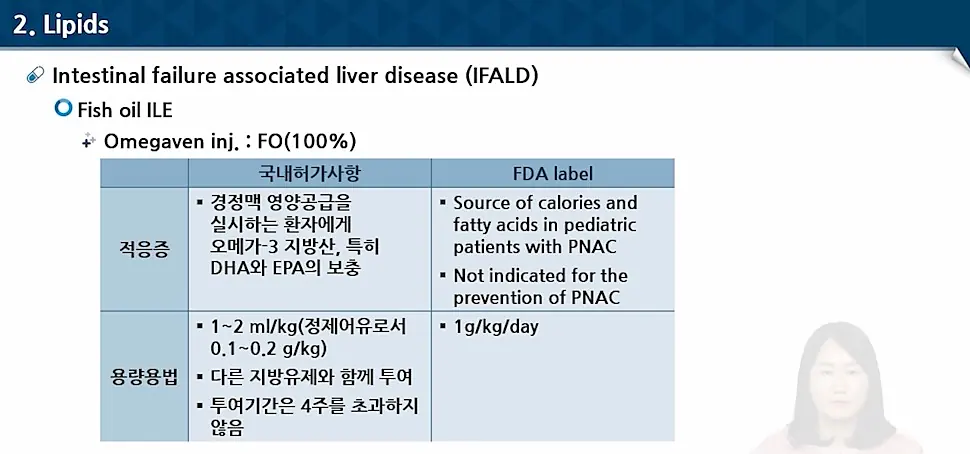 2. Lipids
Intestinal failure associated liver disease (IFALD)
Fish oil ILE
Omegaven inj. : FO(100%)
국내허가사항
FDA label
적응증
▪ 경정맥 영양공급을
실시하는 환자에게
오메가-3 지방산, 특히
DHA와 EPA의 보충
▪ Source of calories and
fatty acids in pediatric
patients with PNAC
▪ Not indicated for the
prevention of PNAC
용량용법
▪ 1~2 ml/kg(정제어유로서
0.1~0.2 g/kg)
▪ 다른 지방유제와 함께 투여
▪ 투여기간은 4주를 초과하지
않음
▪ 1g/kg/day